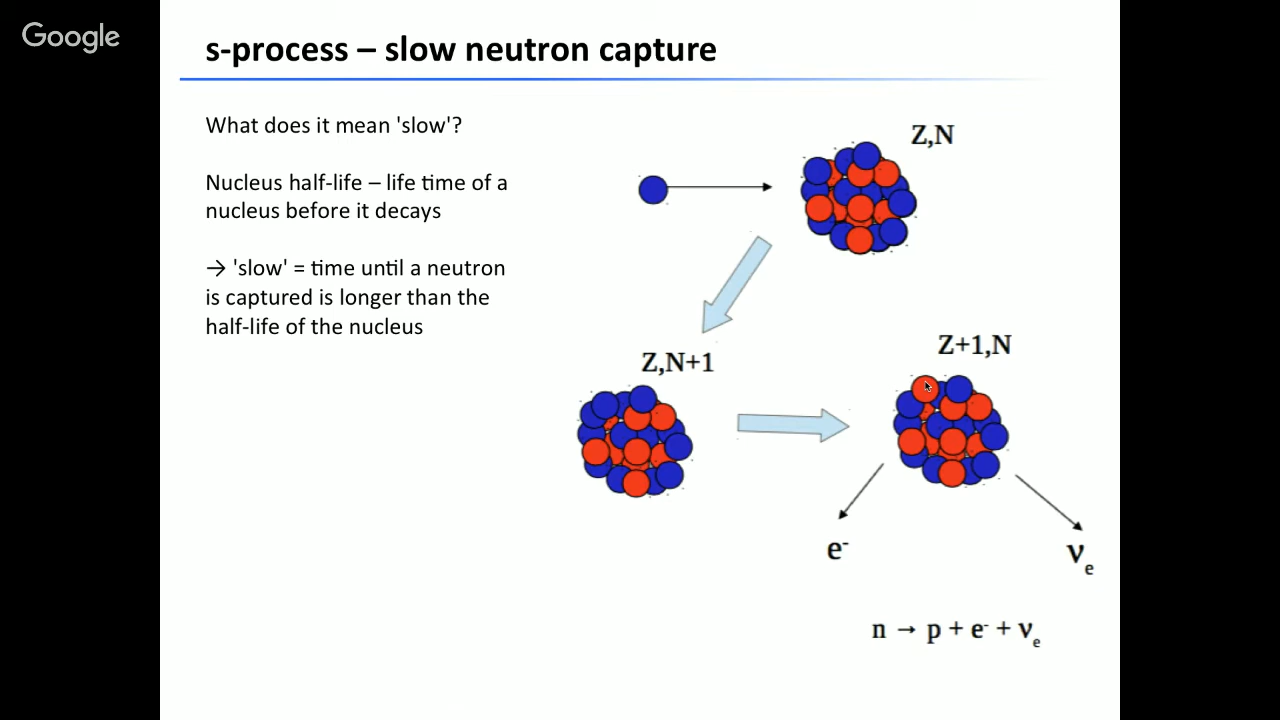 Google
s-process – slow neutron capture
What does it mean 'slow'?
Nucleus half-life – life time of a
nucleus before it decays
→ 'slow' = time until a neutron
is captured is longer than the
half-life of the nucleus
Z,N
Z,N+1
Z+1,N
e⁻
νₑ
n → p + e⁻ + νₑ